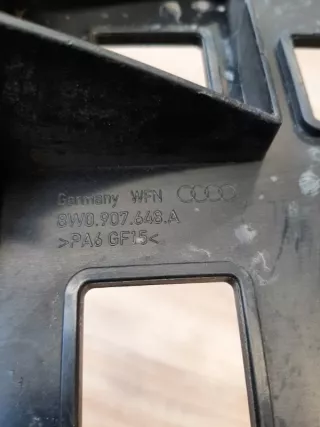 Germany WFN
8W0.907.648.A
>PA6 GF15<